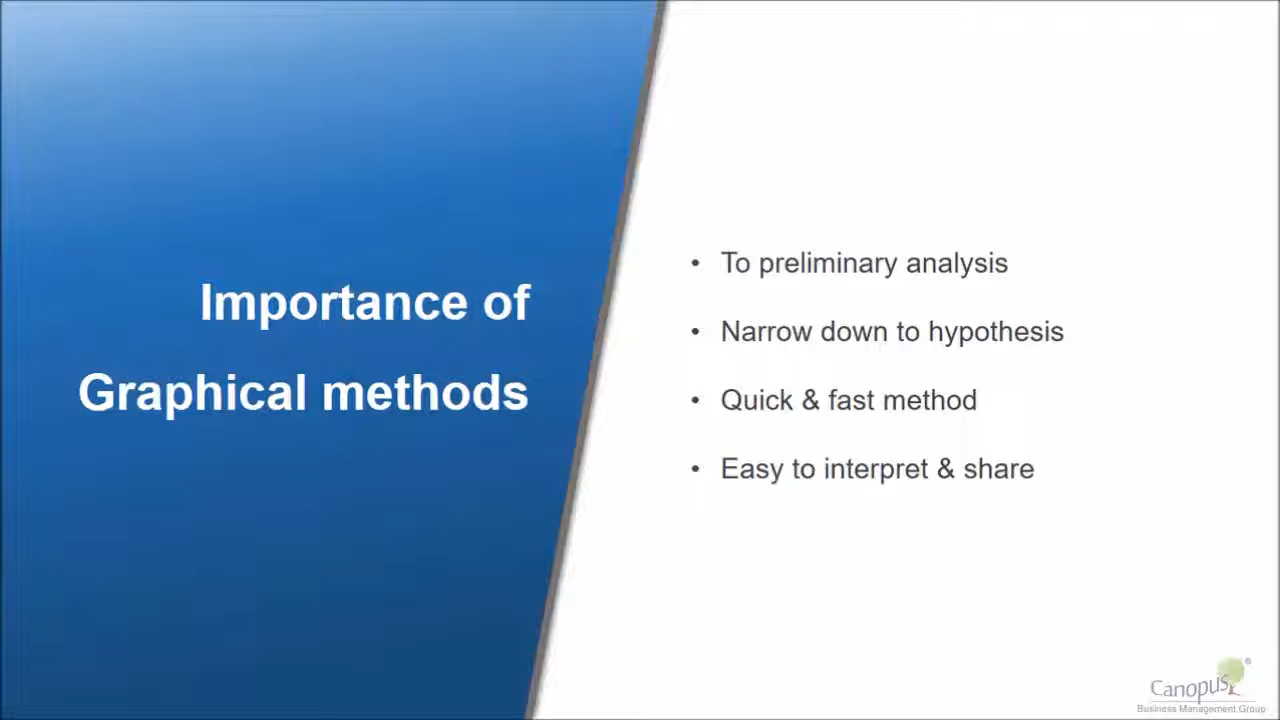 Importance of
Graphical methods
• To preliminary analysis
• Narrow down to hypothesis
• Quick & fast method
• Easy to interpret & share
Canopus®
Business Management Group